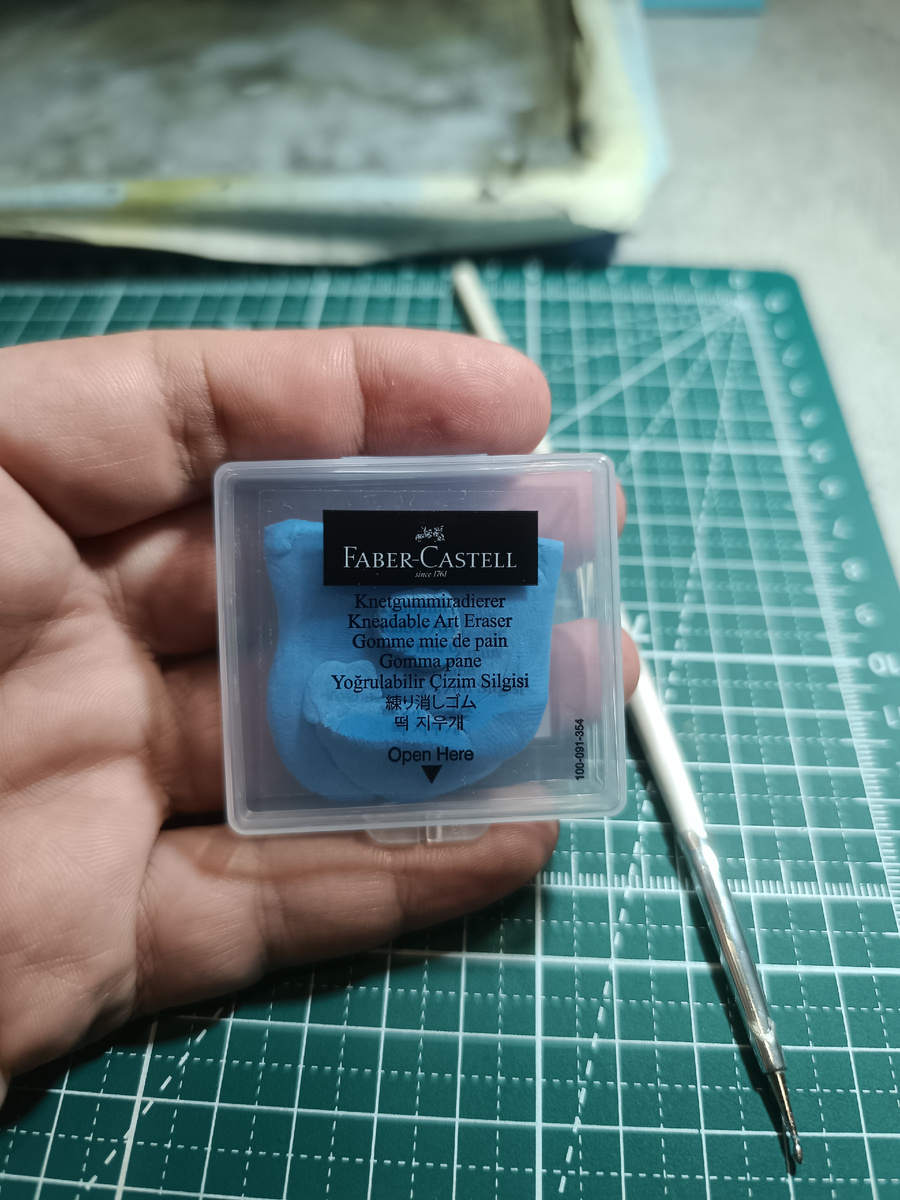 FABER-CASTELL
since 1761
Knetgummiradierer
Kneadable Art Eraser
Gomme mie de pain
Gomma pane
Yoğrulabilir Çizim Silgisi
練り消しゴム
떡 지우개
Open Here
100-091-354
10